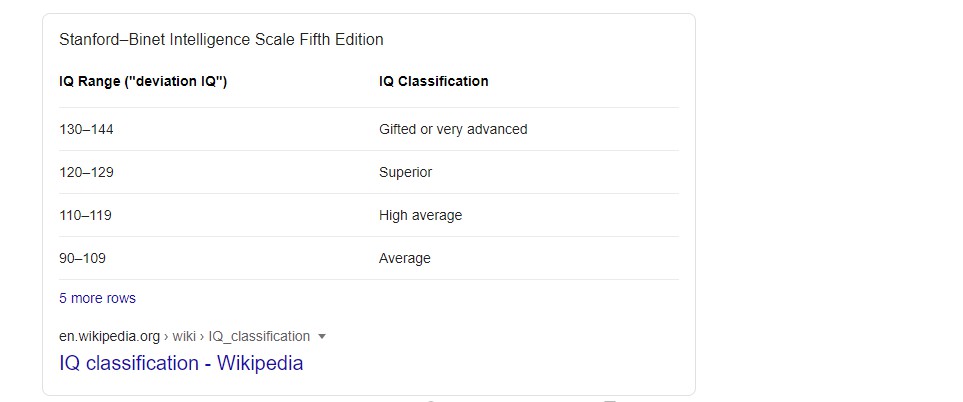 Stanford–Binet Intelligence Scale Fifth Edition
IQ Range ("deviation IQ") IQ Classification
130–144 Gifted or very advanced
120–129 Superior
110–119 High average
90–109 Average
5 more rows
en.wikipedia.org › wiki › IQ_classification
IQ classification - Wikipedia